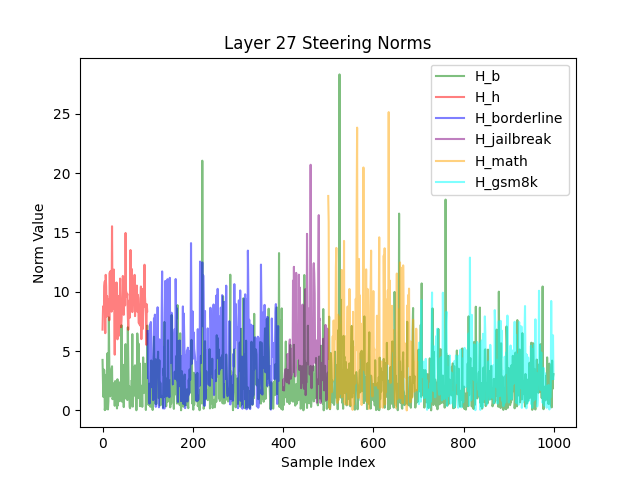 Layer 27 Steering Norms
Norm Value
25
20
15
10
5
0
H_b
H_h
H_borderline
H_jailbreak
H_math
H_gsm8k
0 200 400 600 800 1000
Sample Index